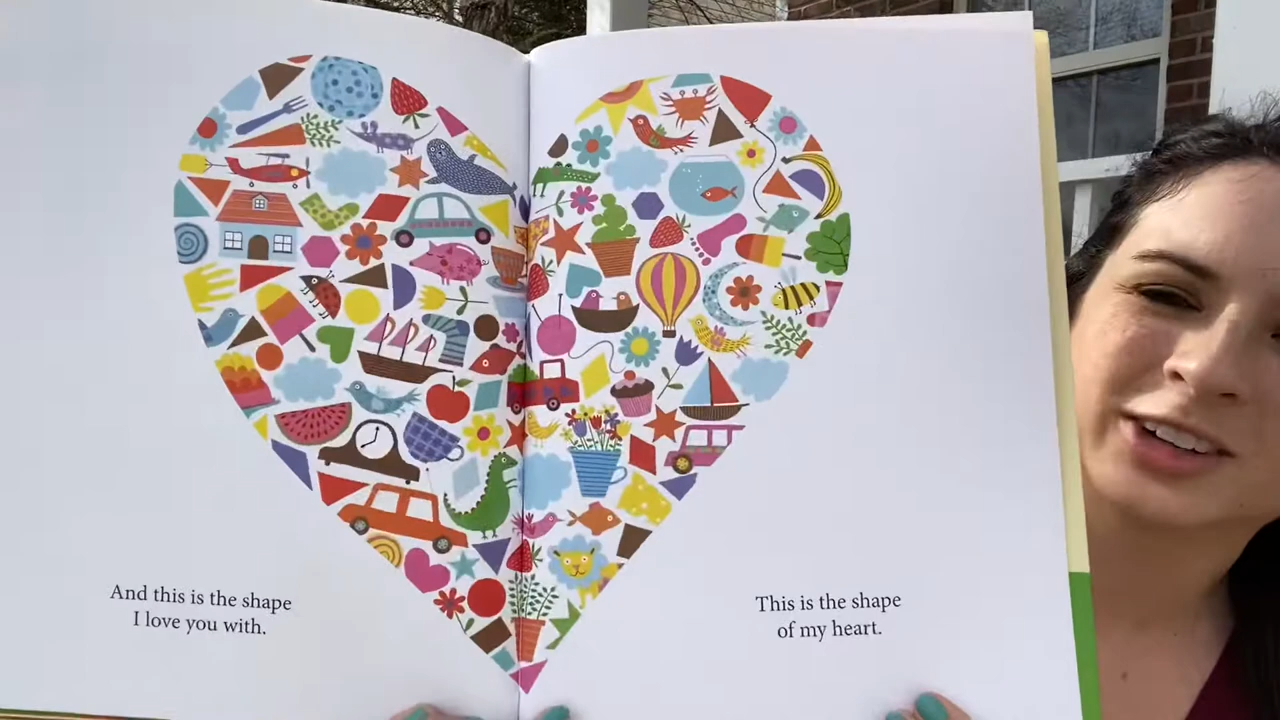 And this is the shape
I love you with.
This is the shape
of my heart.